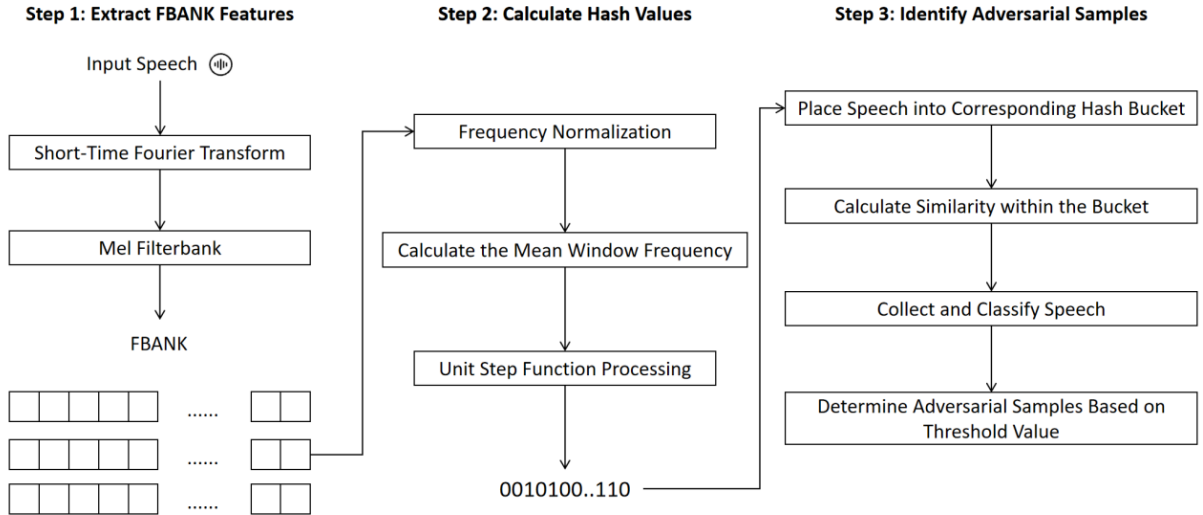 Step 1: Extract FBANK Features
Input Speech
Short-Time Fourier Transform
Mel Filterbank
FBANK
......
......
......
Step 2: Calculate Hash Values
Frequency Normalization
Calculate the Mean Window Frequency
Unit Step Function Processing
0010100..110
Step 3: Identify Adversarial Samples
Place Speech into Corresponding Hash Bucket
Calculate Similarity within the Bucket
Collect and Classify Speech
Determine Adversarial Samples Based on
Threshold Value